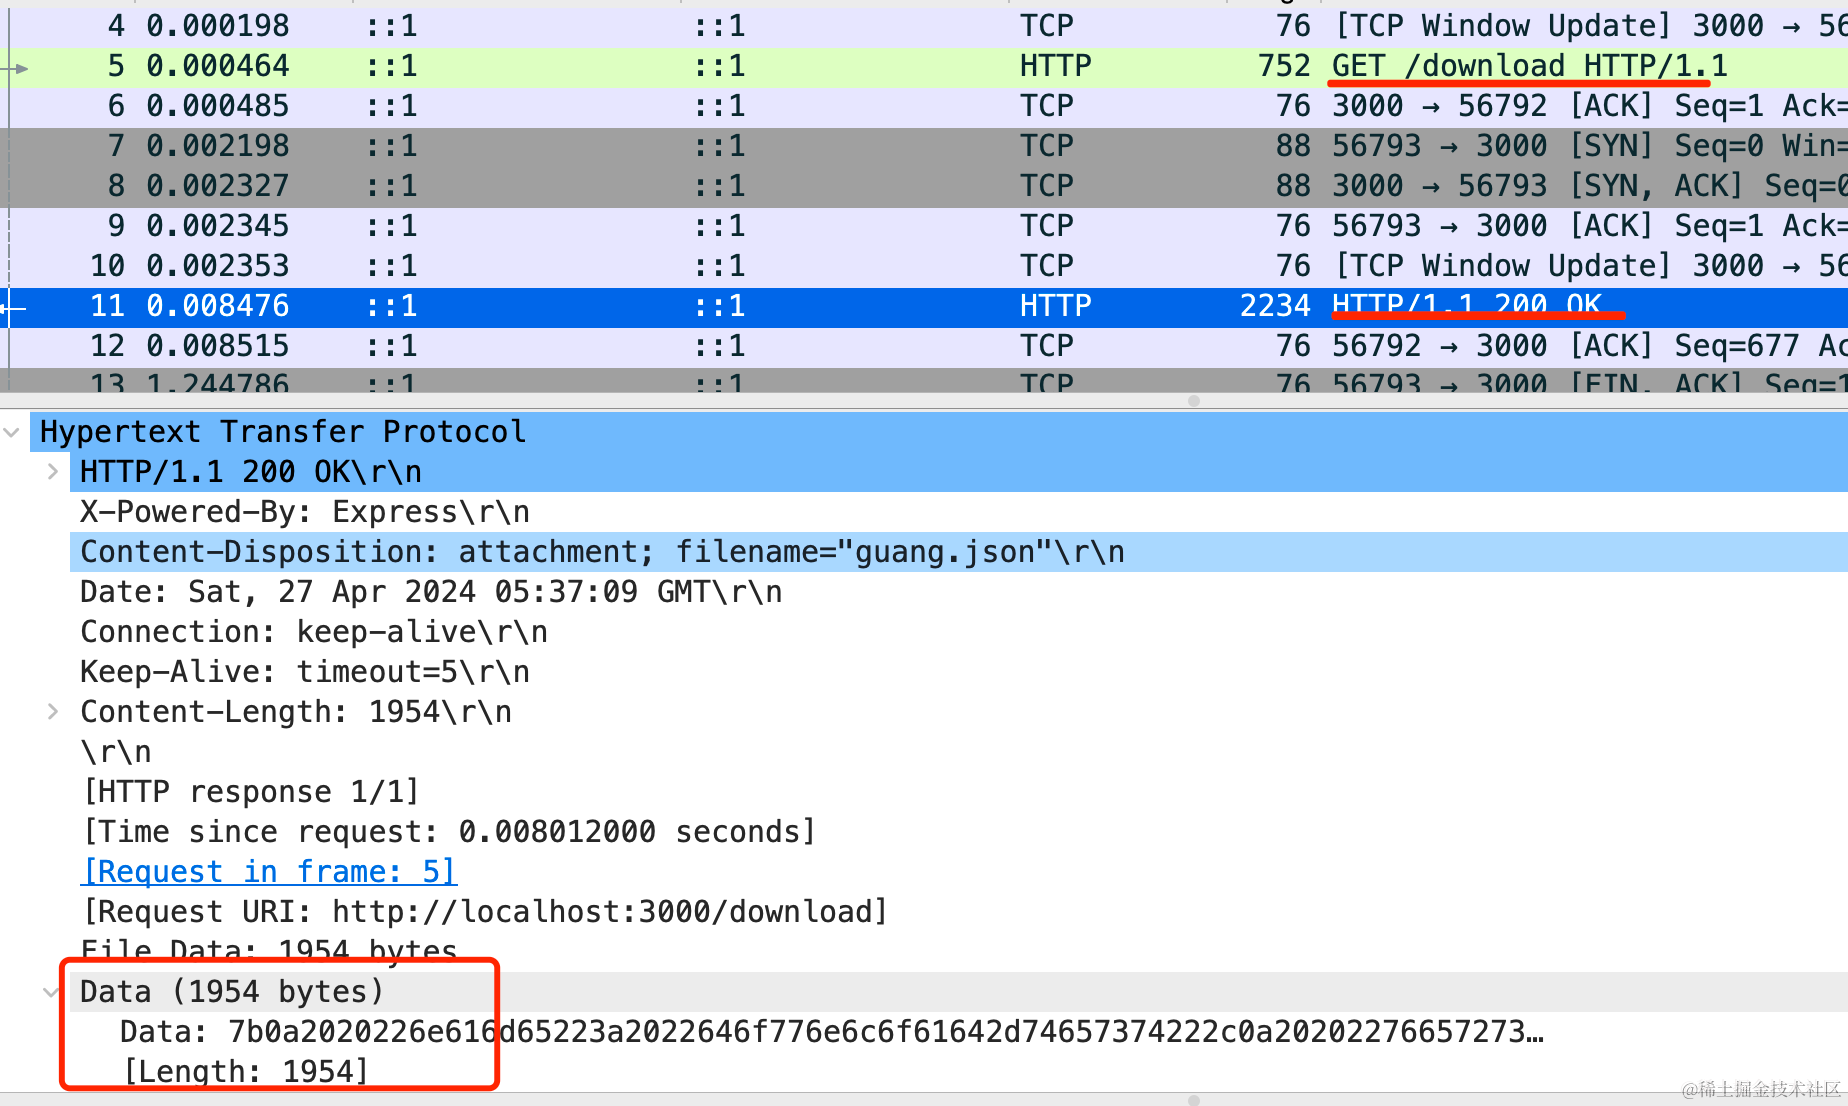 4 0.000198 ::1 ::1 TCP 76 [TCP Window Update] 3000 → 56
5 0.000464 ::1 ::1 HTTP 752 GET /download HTTP/1.1
6 0.000485 ::1 ::1 TCP 76 3000 → 56792 [ACK] Seq=1 Ack=
7 0.002198 ::1 ::1 TCP 88 56793 → 3000 [SYN] Seq=0 Win=
8 0.002327 ::1 ::1 TCP 88 3000 → 56793 [SYN, ACK] Seq=0
9 0.002345 ::1 ::1 TCP 76 56793 → 3000 [ACK] Seq=1 Ack=
10 0.002353 ::1 ::1 TCP 76 [TCP Window Update] 3000 → 56
11 0.008476 ::1 ::1 HTTP 2234 HTTP/1.1 200 OK
12 0.008515 ::1 ::1 TCP 76 56792 → 3000 [ACK] Seq=677 Ac
13 1.244786 ::1 ::1 TCP 76 56793 → 3000 [FIN, ACK] Seq=1
Hypertext Transfer Protocol
HTTP/1.1 200 OK\r\n
X-Powered-By: Express\r\n
Content-Disposition: attachment; filename="guang.json"\r\n
Date: Sat, 27 Apr 2024 05:37:09 GMT\r\n
Connection: keep-alive\r\n
Keep-Alive: timeout=5\r\n
Content-Length: 1954\r\n
\r\n
[HTTP response 1/1]
[Time since request: 0.008012000 seconds]
[Request in frame: 5]
[Request URI: http://localhost:3000/download]
File Data: 1954 bytes
Data (1954 bytes)
Data: 7b0a2020226e616d65223a2022646f776e6c6f61642d74657374222c0a20202276657273…
[Length: 1954]
@稀土掘金技术社区